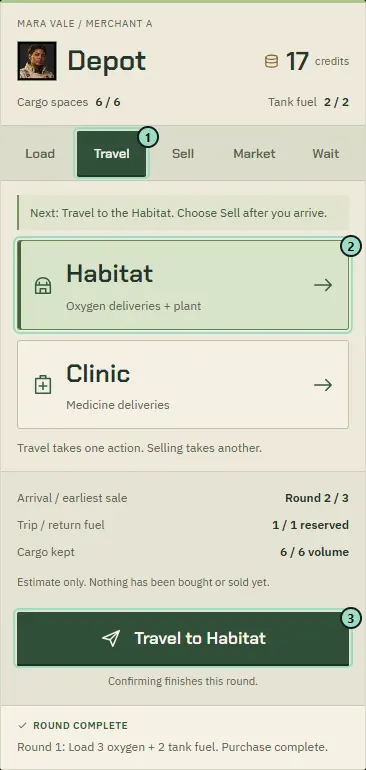 MARA VALE / MERCHANT A
Depot
17 credits
Cargo spaces 6 / 6
Tank fuel 2 / 2
1
Load
Travel
Sell
Market
Wait
Next: Travel to the Habitat. Choose Sell after you arrive.
2
Habitat
Oxygen deliveries + plant
Clinic
Medicine deliveries
Travel takes one action. Selling takes another.
Arrival / earliest sale Round 2 / 3
Trip / return fuel 1 / 1 reserved
Cargo kept 6 / 6 volume
Estimate only. Nothing has been bought or sold yet.
3
Travel to Habitat
Confirming finishes this round.
ROUND COMPLETE
Round 1: Load 3 oxygen + 2 tank fuel. Purchase complete.